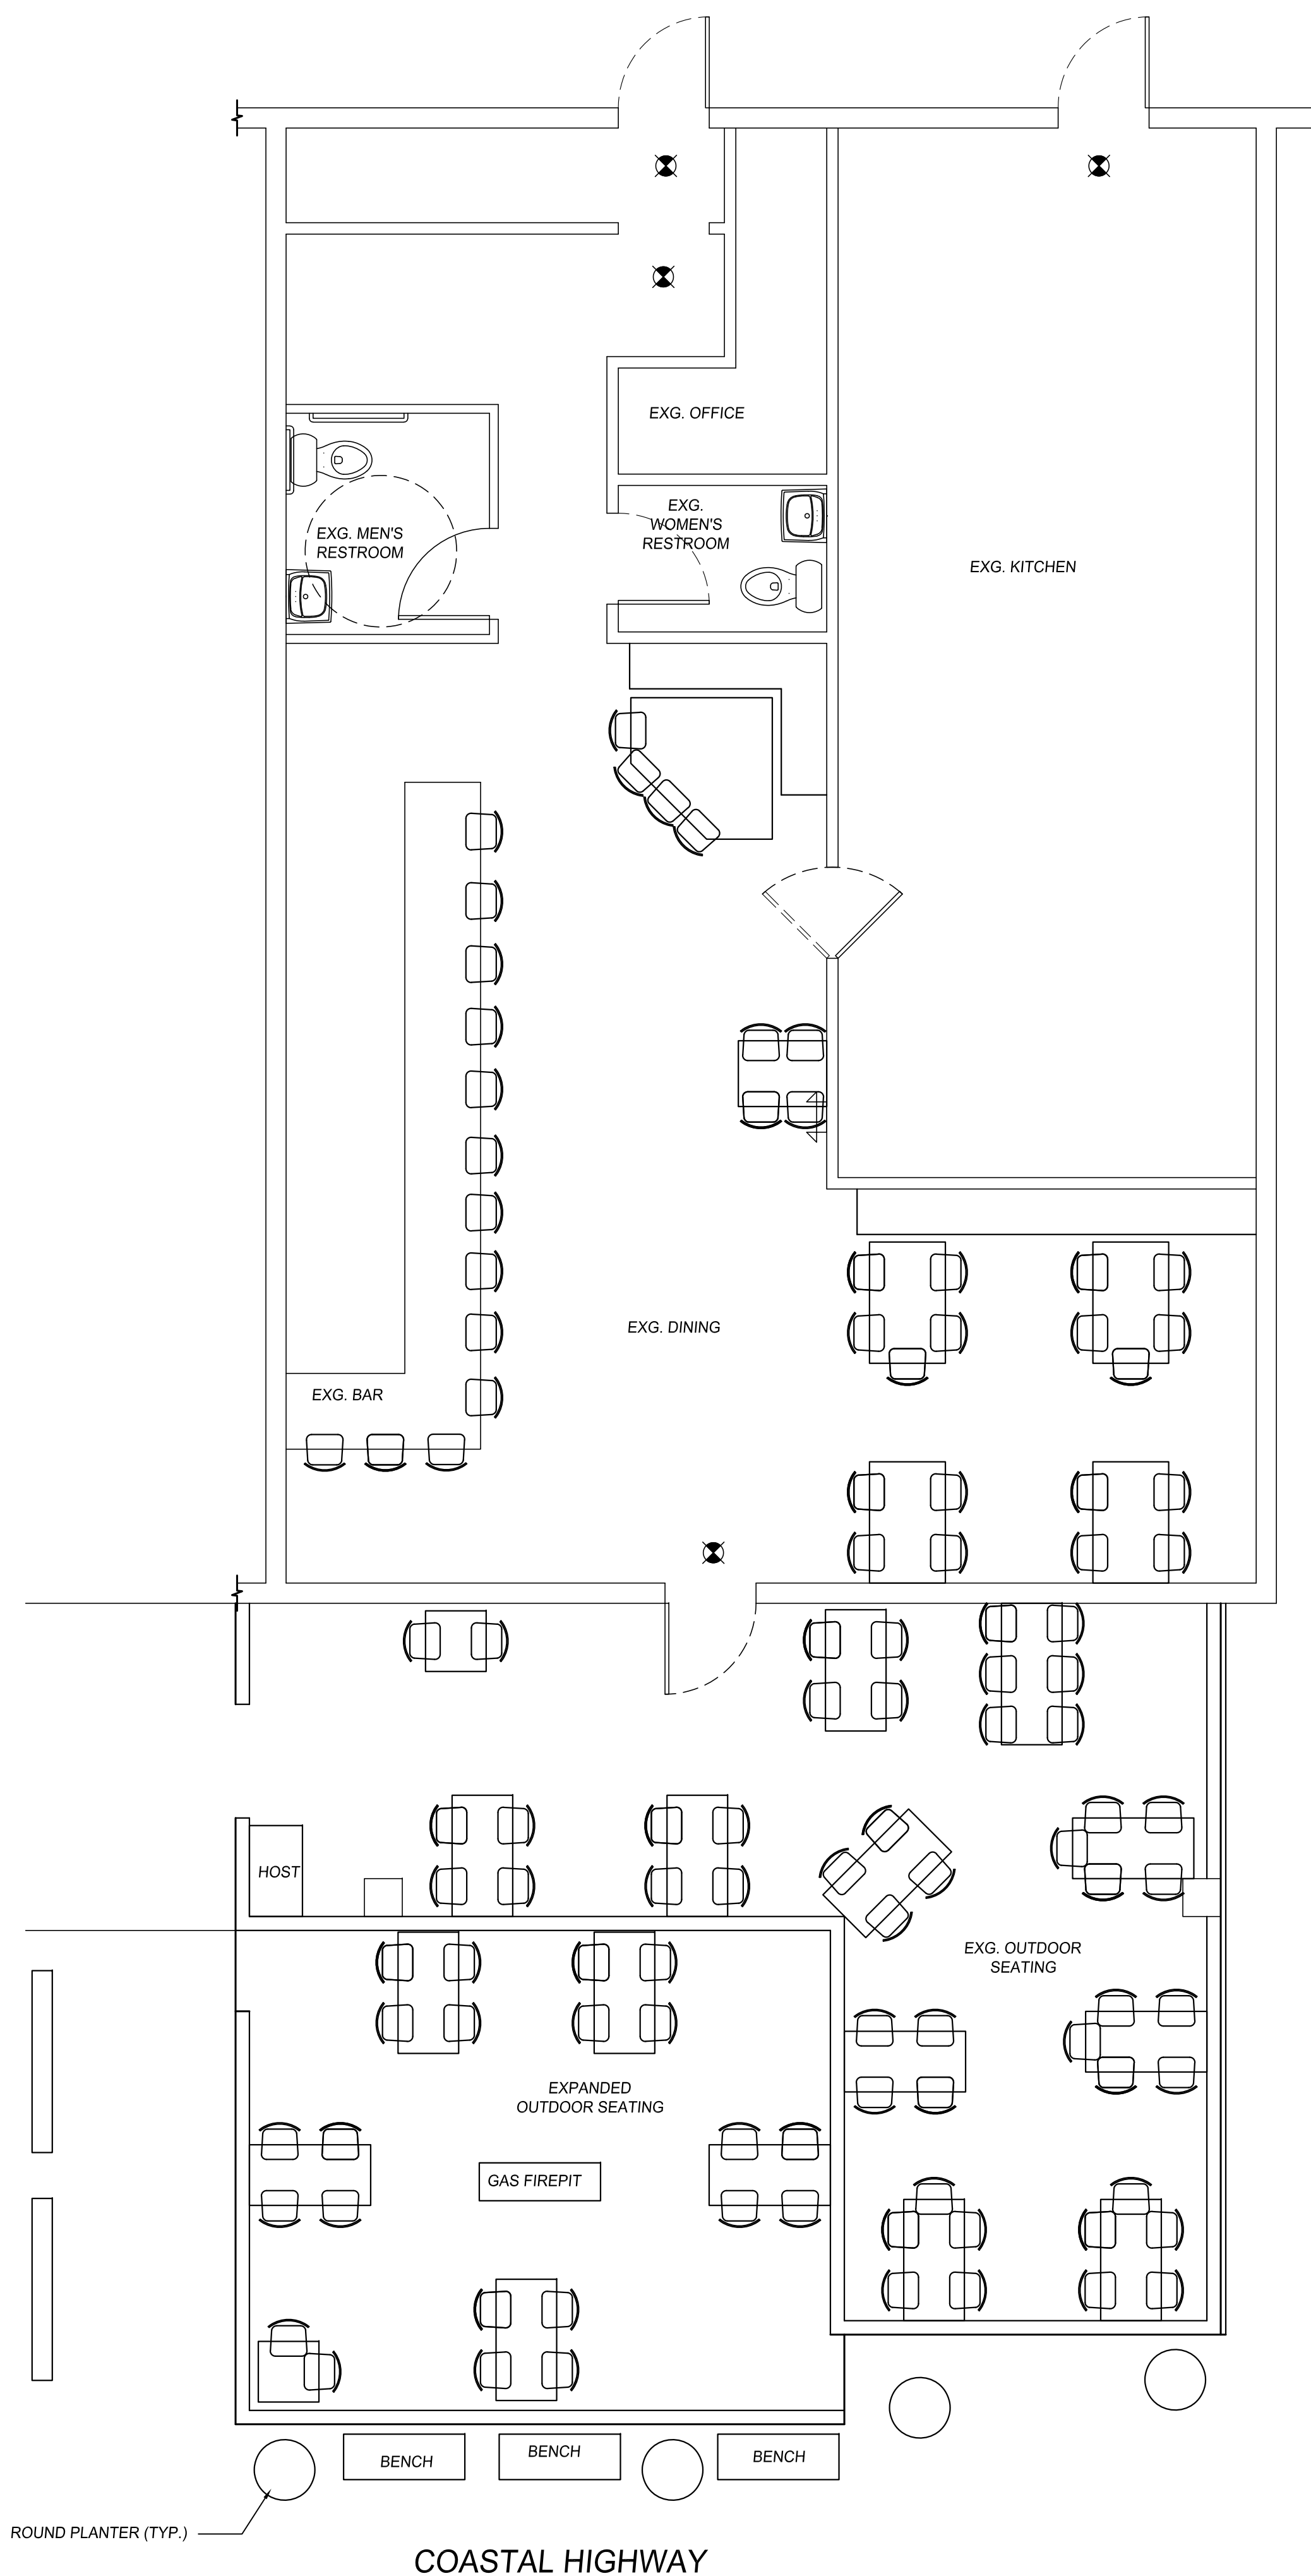 EXG. OFFICE
EXG.
WOMEN'S
RESTROOM
EXG. MEN'S
RESTROOM
EXG. KITCHEN
EXG. DINING
EXG. BAR
HOST
EXG. OUTDOOR
SEATING
EXPANDED
OUTDOOR SEATING
GAS FIREPIT
BENCH
BENCH
BENCH
ROUND PLANTER (TYP.)
COASTAL HIGHWAY